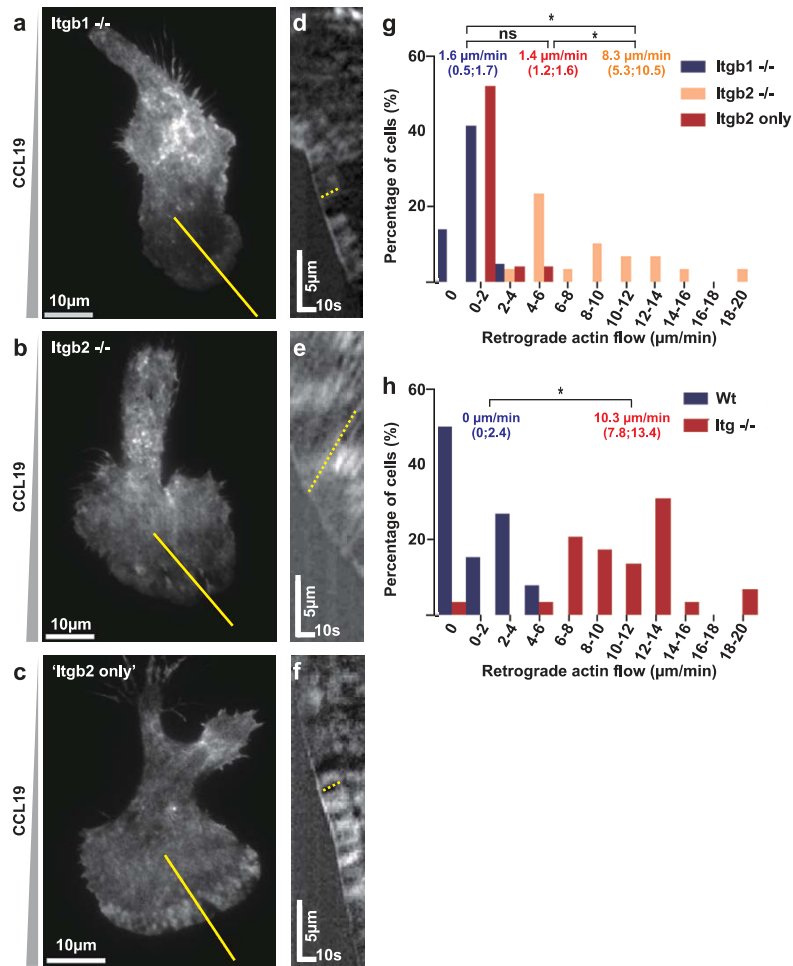 a
Itgb1 -/-
CCL19
10µm
b
Itgb2 -/-
CCL19
10µm
c
'Itgb2 only'
CCL19
10µm
d
5µm
10s
e
5µm
10s
f
5µm
10s
g
*
ns
*
60
40
20
Percentage of cells (%)
1.6 µm/min
(0.5;1.7)
1.4 µm/min
(1.2;1.6)
8.3 µm/min
(5.3;10.5)
Itgb1 -/-
Itgb2 -/-
Itgb2 only
0
0-2
2-4
4-6
6-8
8-10
10-12
12-14
14-16
16-18
18-20
Retrograde actin flow (µm/min)
h
*
60
40
20
Percentage of cells (%)
0 µm/min
(0;2.4)
10.3 µm/min
(7.8;13.4)
Wt
Itg -/-
0
0-2
2-4
4-6
6-8
8-10
10-12
12-14
14-16
16-18
18-20
Retrograde actin flow (µm/min)